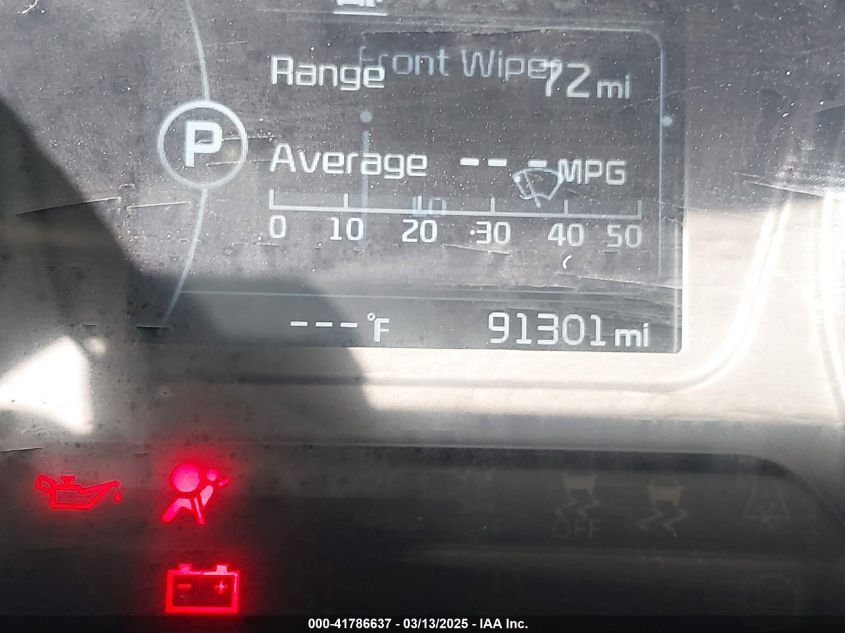 Front Wiper
Range 72 mi
P
Average -- - MPG
Lo
0 10 20 30 40 50
---°F 91301 mi
OFF
000-41786637 - 03/13/2025 - IAA Inc.